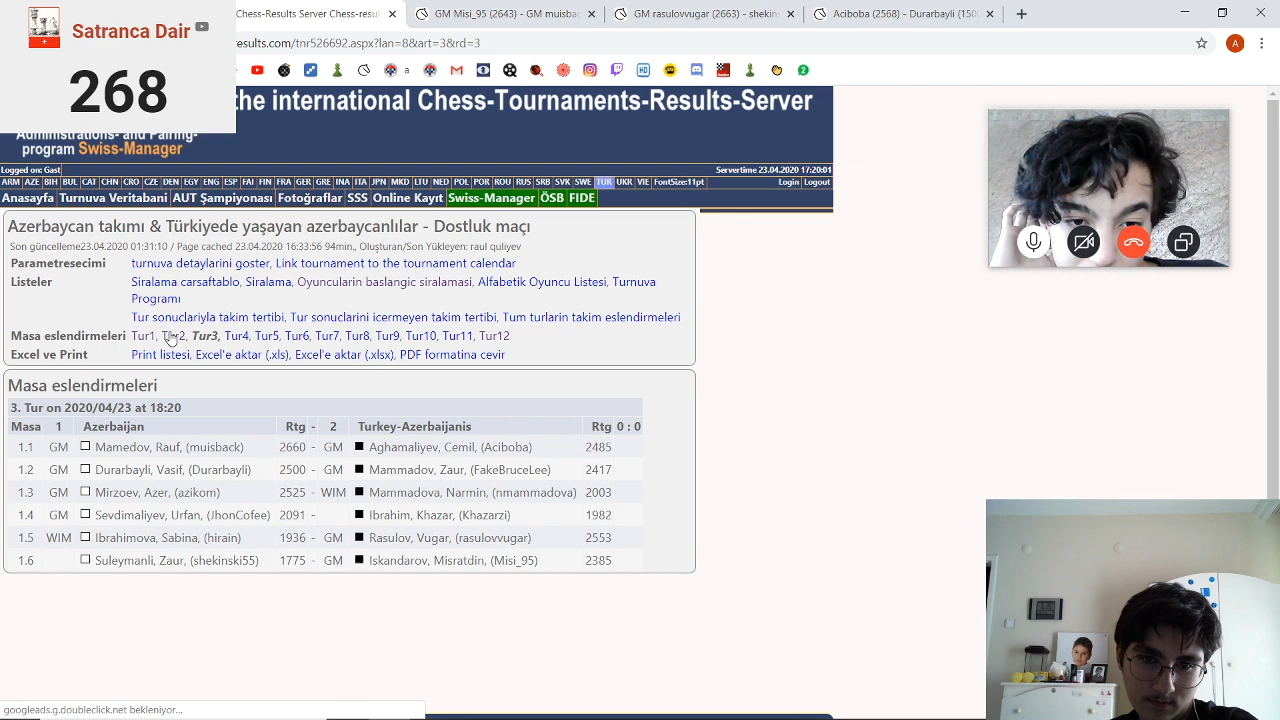 Satranca Dair
268
Chess-Results Server Chess-resul
GM Misi_95 (2643) - GM muisbac
GM rasulovvugar (2664) - shekins
Aciboba (2568) - Durarbayli (150
results.com/tnr526692.aspx?lan=8&art=3&rd=3
A
a
2
the international Chess-Tournaments-Results-Server
Administrations- and Pairing-
program Swiss-Manager
Logged on: Gast
Servertime 23.04.2020 17:20:01
ARM AZE BIH BUL CAT CHN CRO CZE DEN EGY ENG ESP FAI FIN FRA GER GRE INA ITA JPN MKD LTU NED POL POR ROU RUS SRB SVK SWE TUR UKR VIE FontSize:11pt Login Logout
Anasayfa Turnuva Veritabani AUT Şampiyonası Fotoğraflar SSS Online Kayıt Swiss-Manager ÖSB FIDE
Azerbaycan takımı & Türkiyede yaşayan azerbaycanlılar - Dostluk maçı
Son güncelleme23.04.2020 01:31:10 / Page cached 23.04.2020 16:33:56 94min., Oluşturan/Son Yükleyen: raul quliyev
Parametresecimi turnuva detaylarini goster, Link tournament to the tournament calendar
Listeler Siralama carsaftablo, Siralama, Oyuncularin baslangic siralamasi, Alfabetik Oyuncu Listesi, Turnuva
Programı
Tur sonuclariyla takim tertibi, Tur sonuclarini icermeyen takim tertibi, Tum turlarin takim eslendirmeleri
Masa eslendirmeleri Tur1, Tur2, Tur3, Tur4, Tur5, Tur6, Tur7, Tur8, Tur9, Tur10, Tur11, Tur12
Excel ve Print Print listesi, Excel'e aktar (.xls), Excel'e aktar (.xlsx), PDF formatina cevir
Masa eslendirmeleri
3. Tur on 2020/04/23 at 18:20
Masa 1 Azerbaijan Rtg - 2 Turkey-Azerbaijanis Rtg 0 : 0
1.1 GM Mamedov, Rauf, (muisback) 2660 - GM Aghamaliyev, Cemil, (Aciboba) 2485
1.2 GM Durarbayli, Vasif, (Durarbayli) 2500 - GM Mammadov, Zaur, (FakeBruceLee) 2417
1.3 GM Mirzoev, Azer, (azikom) 2525 - WIM Mammadova, Narmin, (nmammadova) 2003
1.4 GM Sevdimaliyev, Urfan, (JhonCofee) 2091 - Ibrahim, Khazar, (Khazarzi) 1982
1.5 WIM Ibrahimova, Sabina, (hirain) 1936 - GM Rasulov, Vugar, (rasulovvugar) 2553
1.6 Suleymanli, Zaur, (shekinski55) 1775 - GM Iskandarov, Misratdin, (Misi_95) 2385
googleads.g.doubleclick.net bekleniyor...